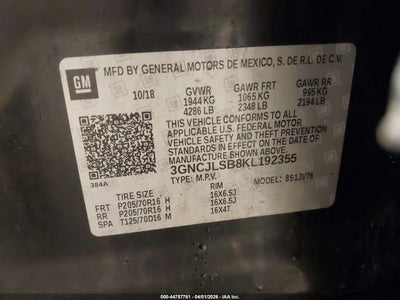 GM
MFD BY GENERAL MOTORS DE MEXICO, S. DE R.L. DE C.V.
10/18 GVWR GAWR FRT GAWR RR
1944 KG 1065 KG 995 KG
4286 LB 2348 LB 2194 LB
THIS VEHICLE CONFORMS TO ALL APPLICABLE
U.S. FEDERAL MOTOR
VEHICLE SAFETY AND THEFT PREVENTION
STANDARDS IN EFFECT ON THE DATE OF
MANUFACTURE SHOWN ABOVE.
3GNCJLSB8KL192355
384A TYPE: M.P.V. MODEL: 851JV76
TIRE SIZE RIM
FRT P205/70R16 H 16X6.5J
RR P205/70R16 H 16X6.5J
SPA T125/70D16 M 16X4T
000-44757761 04/01/2026 IAA Inc.